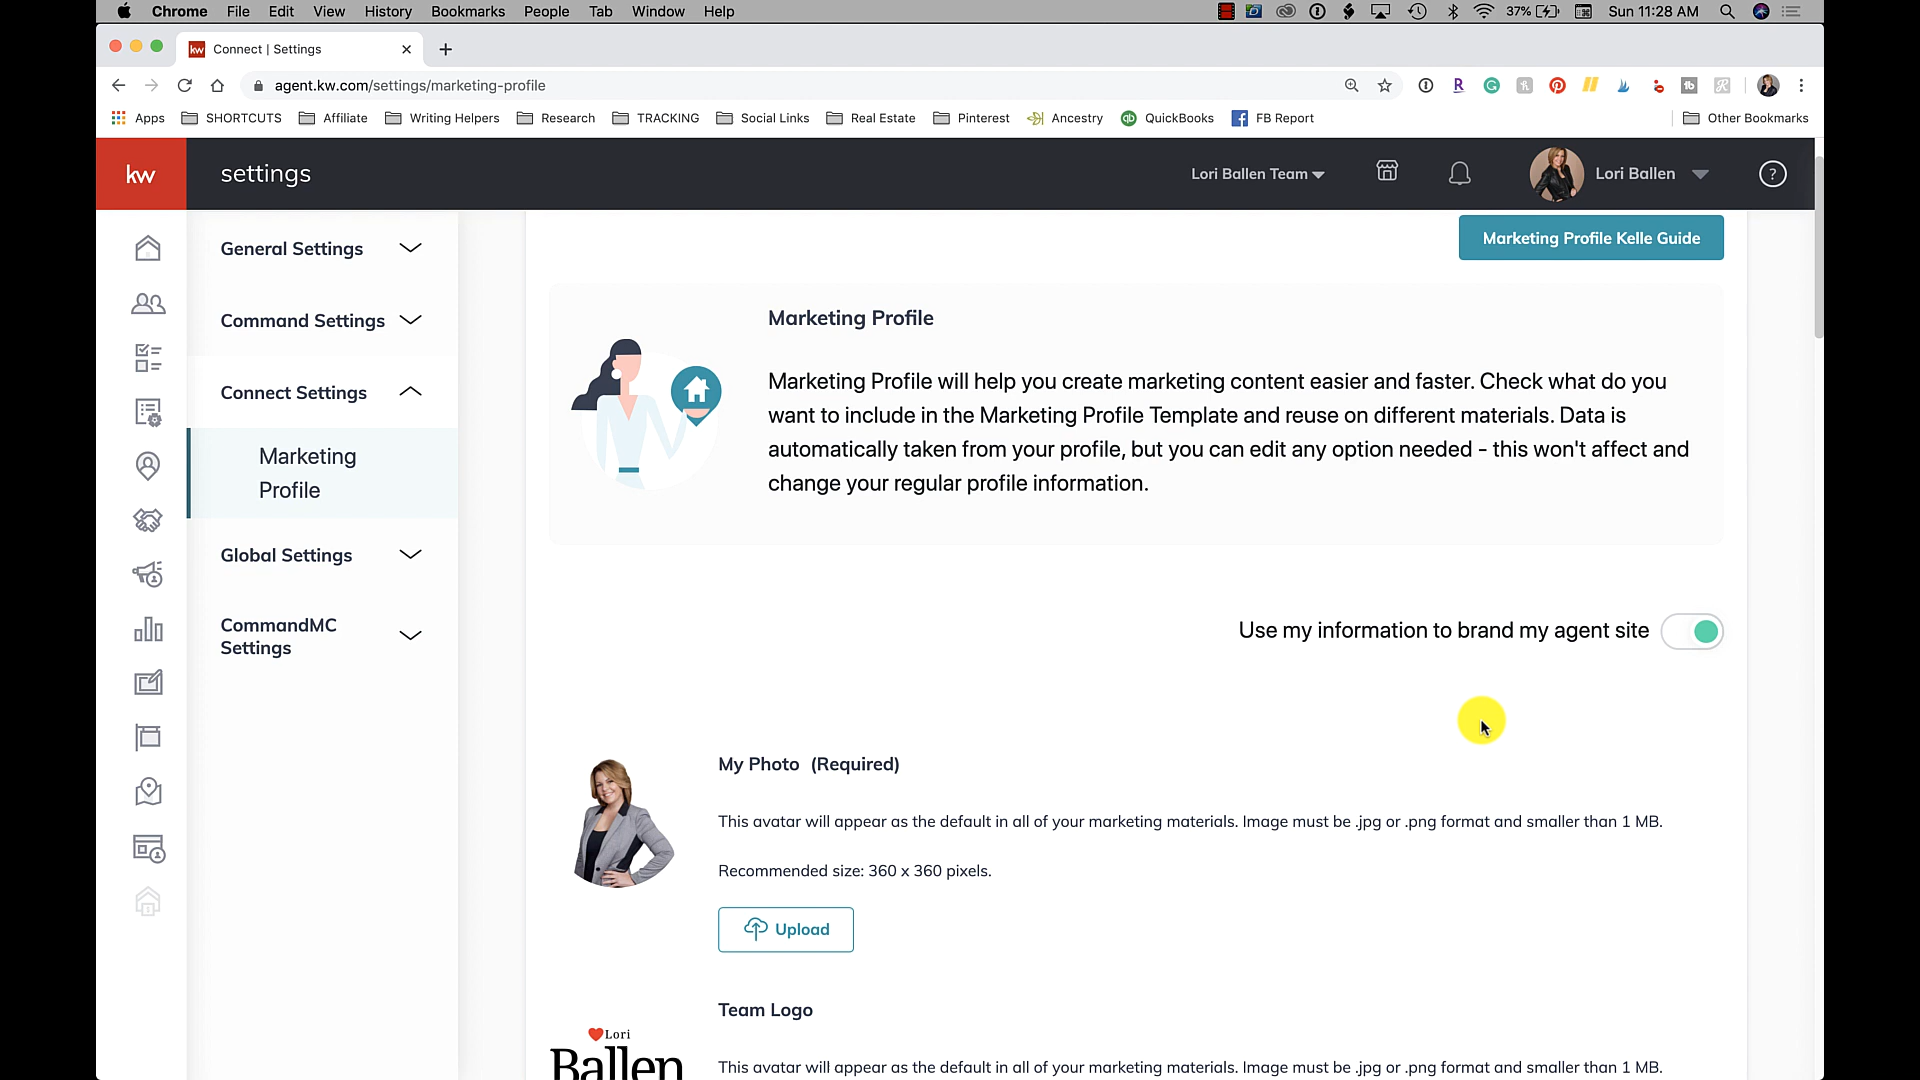 Chrome File Edit View History Bookmarks People Tab Window Help 37% Sun 11:28 AM
kw Connect | Settings
agent.kw.com/settings/marketing-profile
Apps SHORTCUTS Affiliate Writing Helpers Research TRACKING Social Links Real Estate Pinterest Ancestry QuickBooks FB Report Other Bookmarks
kw settings Lori Ballen Team Lori Ballen ?
General Settings
Command Settings
Connect Settings
Marketing
Profile
Global Settings
CommandMC
Settings
Marketing Profile Kelle Guide
Marketing Profile
Marketing Profile will help you create marketing content easier and faster. Check what do you
want to include in the Marketing Profile Template and reuse on different materials. Data is
automatically taken from your profile, but you can edit any option needed - this won't affect and
change your regular profile information.
Use my information to brand my agent site
My Photo (Required)
This avatar will appear as the default in all of your marketing materials. Image must be .jpg or .png format and smaller than 1 MB.
Recommended size: 360 x 360 pixels.
Upload
Team Logo
Lori
Ballen
This avatar will appear as the default in all of your marketing materials. Image must be .jpg or .png format and smaller than 1 MB.